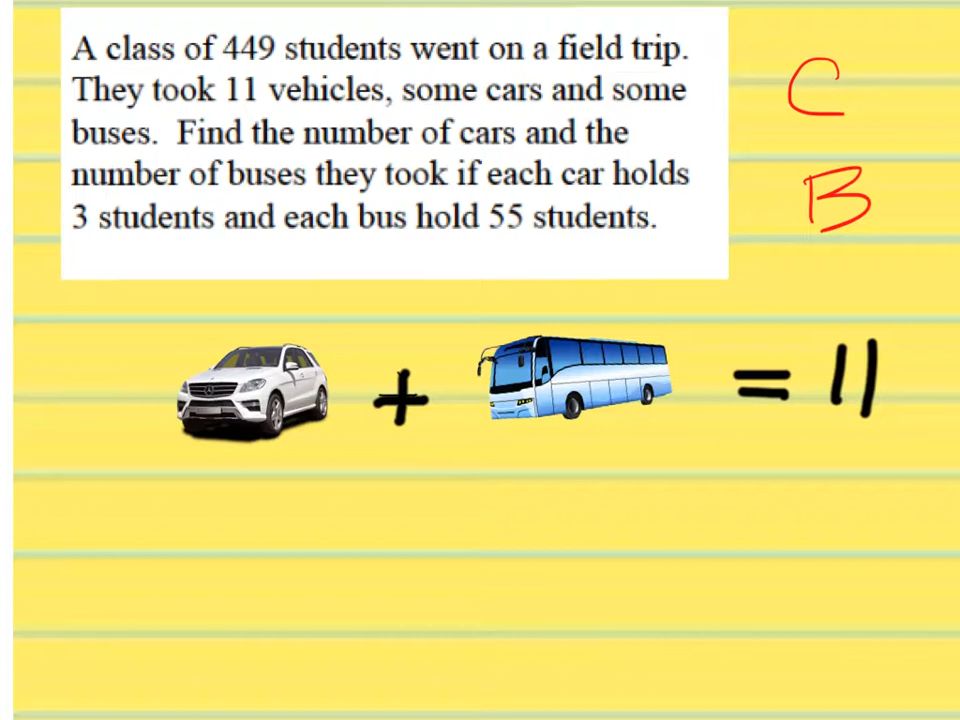 A class of 449 students went on a field trip.
They took 11 vehicles, some cars and some
buses.  Find the number of cars and the
number of buses they took if each car holds
3 students and each bus hold 55 students.
C
B
+ = 11